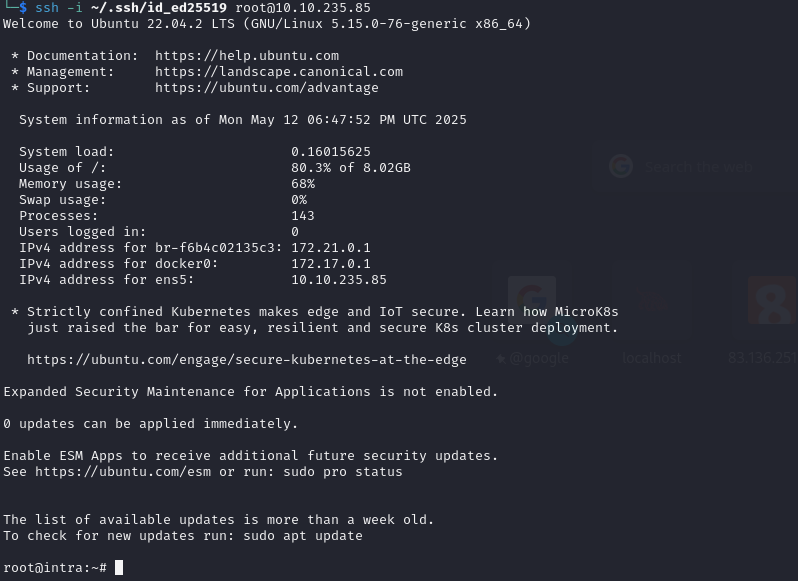 └─$ ssh -i ~/.ssh/id_ed25519 root@10.10.235.85
Welcome to Ubuntu 22.04.2 LTS (GNU/Linux 5.15.0-76-generic x86_64)
* Documentation:  https://help.ubuntu.com
* Management:     https://landscape.canonical.com
* Support:        https://ubuntu.com/advantage
System information as of Mon May 12 06:47:52 PM UTC 2025
System load:                      0.16015625
Usage of /:                       80.3% of 8.02GB
Memory usage:                     68%
Swap usage:                       0%
Processes:                        143
Users logged in:                  0
IPv4 address for br-f6b4c02135c3: 172.21.0.1
IPv4 address for docker0:         172.17.0.1
IPv4 address for ens5:            10.10.235.85
* Strictly confined Kubernetes makes edge and IoT secure. Learn how MicroK8s
just raised the bar for easy, resilient and secure K8s cluster deployment.
https://ubuntu.com/engage/secure-kubernetes-at-the-edge
Expanded Security Maintenance for Applications is not enabled.
0 updates can be applied immediately.
Enable ESM Apps to receive additional future security updates.
See https://ubuntu.com/esm or run: sudo pro status
The list of available updates is more than a week old.
To check for new updates run: sudo apt update
root@intra:~#
Search the web
@google
localhost
83.136.251